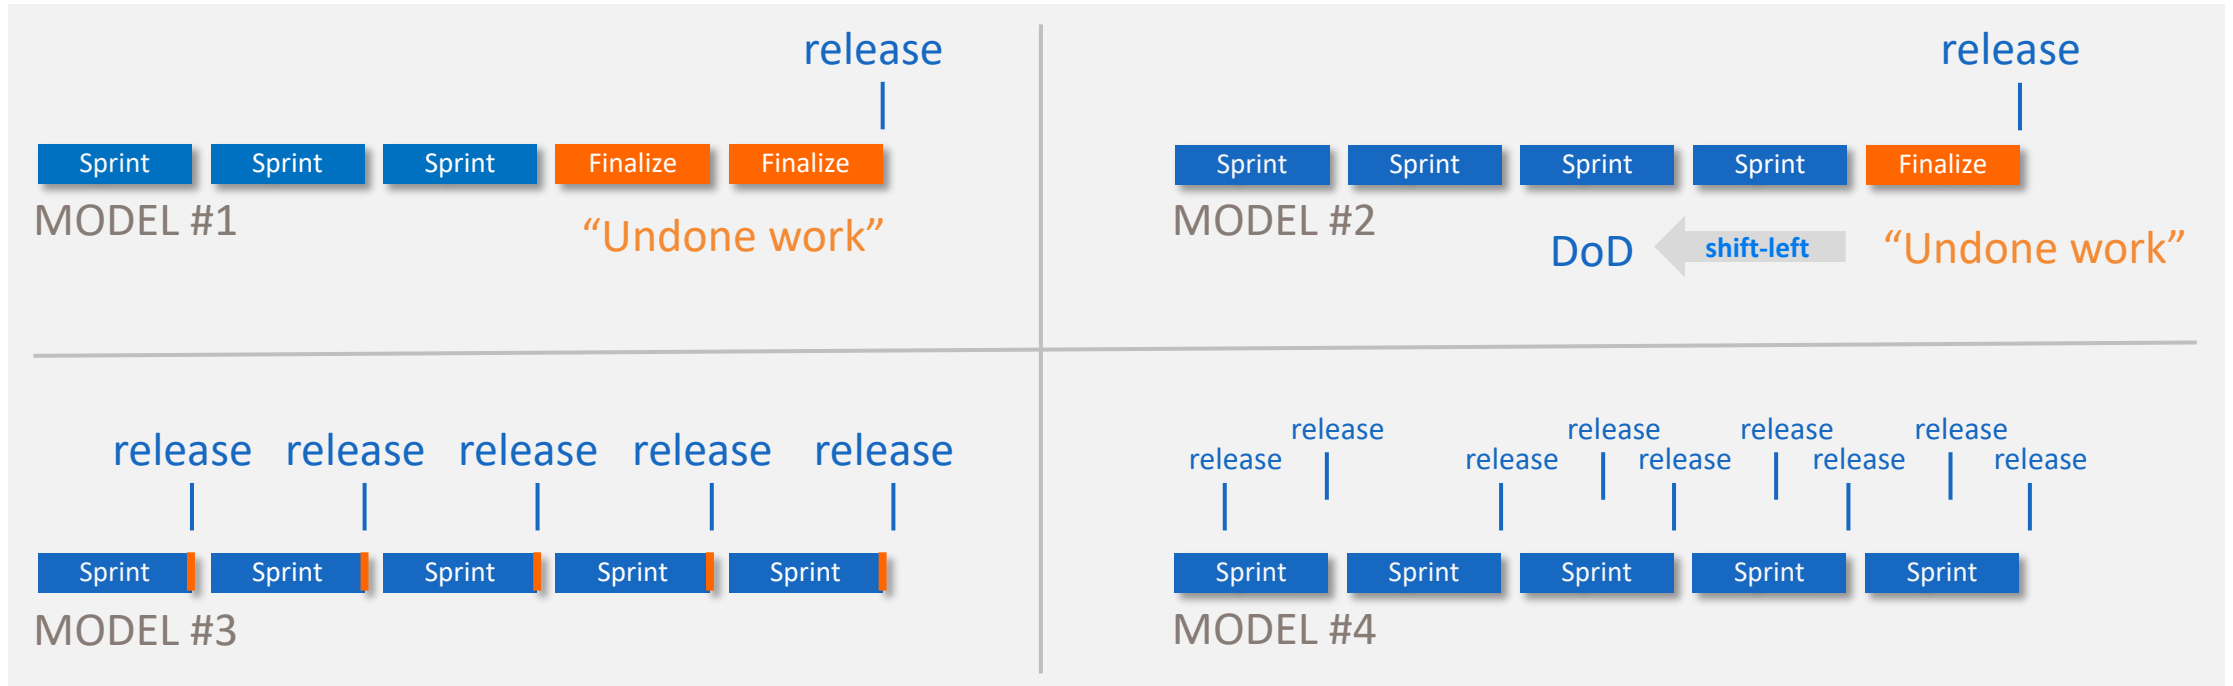 release
Sprint Sprint Sprint Finalize Finalize
MODEL #1
“Undone work”
release
Sprint Sprint Sprint Sprint Finalize
MODEL #2
DoD shift-left “Undone work”
release release release release release
Sprint Sprint Sprint Sprint Sprint
MODEL #3
release release release release
release release release release release
Sprint Sprint Sprint Sprint Sprint
MODEL #4